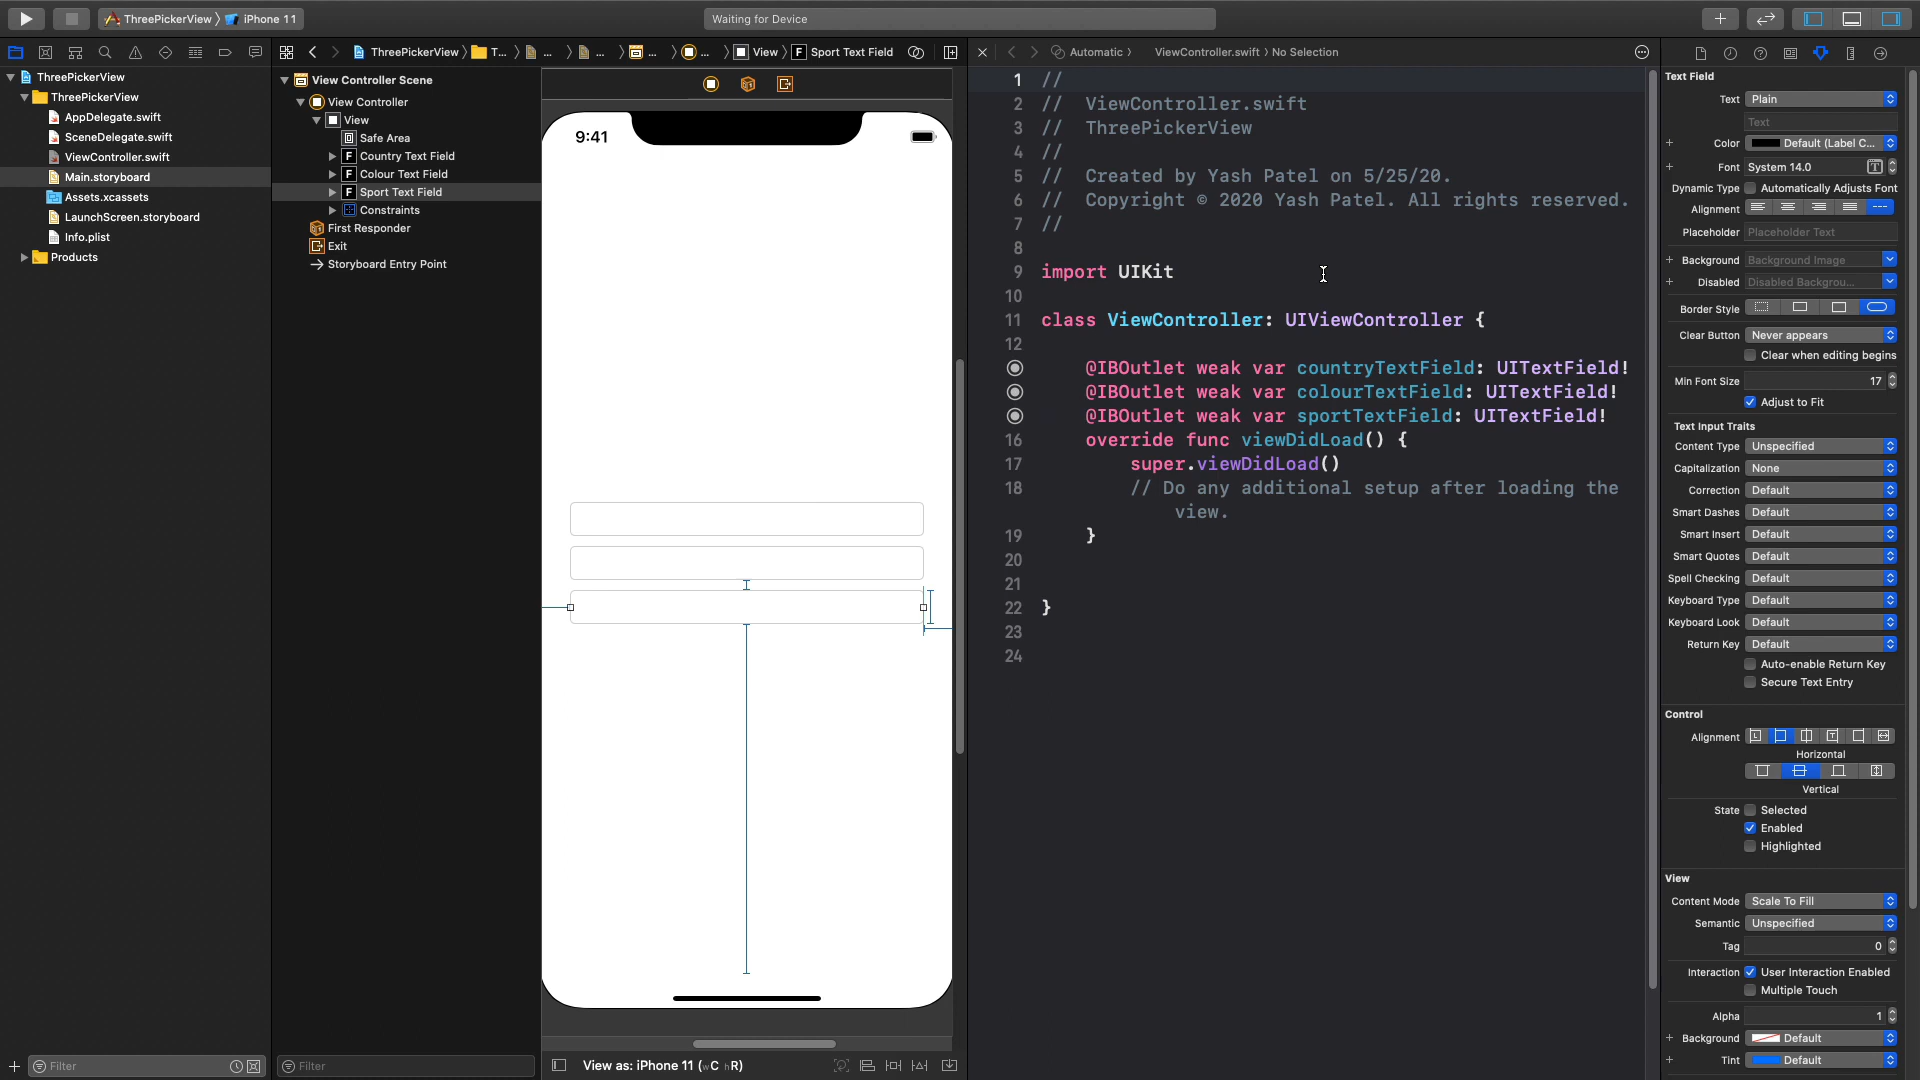 ThreePickerView
iPhone 11
Waiting for Device
ThreePickerView
T...
...
...
...
...
View
Sport Text Field
Automatic
ViewController.swift
No Selection
ThreePickerView
ThreePickerView
AppDelegate.swift
SceneDelegate.swift
ViewController.swift
Main.storyboard
Assets.xcassets
LaunchScreen.storyboard
Info.plist
Products
Filter
View Controller Scene
View Controller
View
Safe Area
F Country Text Field
F Colour Text Field
F Sport Text Field
Constraints
First Responder
Exit
Storyboard Entry Point
Filter
9:41
View as: iPhone 11 (wC hR)
1 //
2 //  ViewController.swift
3 //  ThreePickerView
4 //
5 //  Created by Yash Patel on 5/25/20.
6 //  Copyright © 2020 Yash Patel. All rights reserved.
7 //
8
9 import UIKit
10
11 class ViewController: UIViewController {
12
@IBOutlet weak var countryTextField: UITextField!
@IBOutlet weak var colourTextField: UITextField!
@IBOutlet weak var sportTextField: UITextField!
16 override func viewDidLoad() {
17 super.viewDidLoad()
18 // Do any additional setup after loading the
view.
19 }
20
21
22 }
23
24
Text Field
Text Plain
Text
Color Default (Label C...
Font System 14.0
Dynamic Type Automatically Adjusts Font
Alignment
Placeholder Placeholder Text
Background Background Image
Disabled Disabled Backgrou...
Border Style
Clear Button Never appears
Clear when editing begins
Min Font Size 17
Adjust to Fit
Text Input Traits
Content Type Unspecified
Capitalization None
Correction Default
Smart Dashes Default
Smart Insert Default
Smart Quotes Default
Spell Checking Default
Keyboard Type Default
Keyboard Look Default
Return Key Default
Auto-enable Return Key
Secure Text Entry
Control
Alignment
Horizontal
Vertical
State Selected
Enabled
Highlighted
View
Content Mode Scale To Fill
Semantic Unspecified
Tag 0
Interaction User Interaction Enabled
Multiple Touch
Alpha 1
Background Default
Tint Default